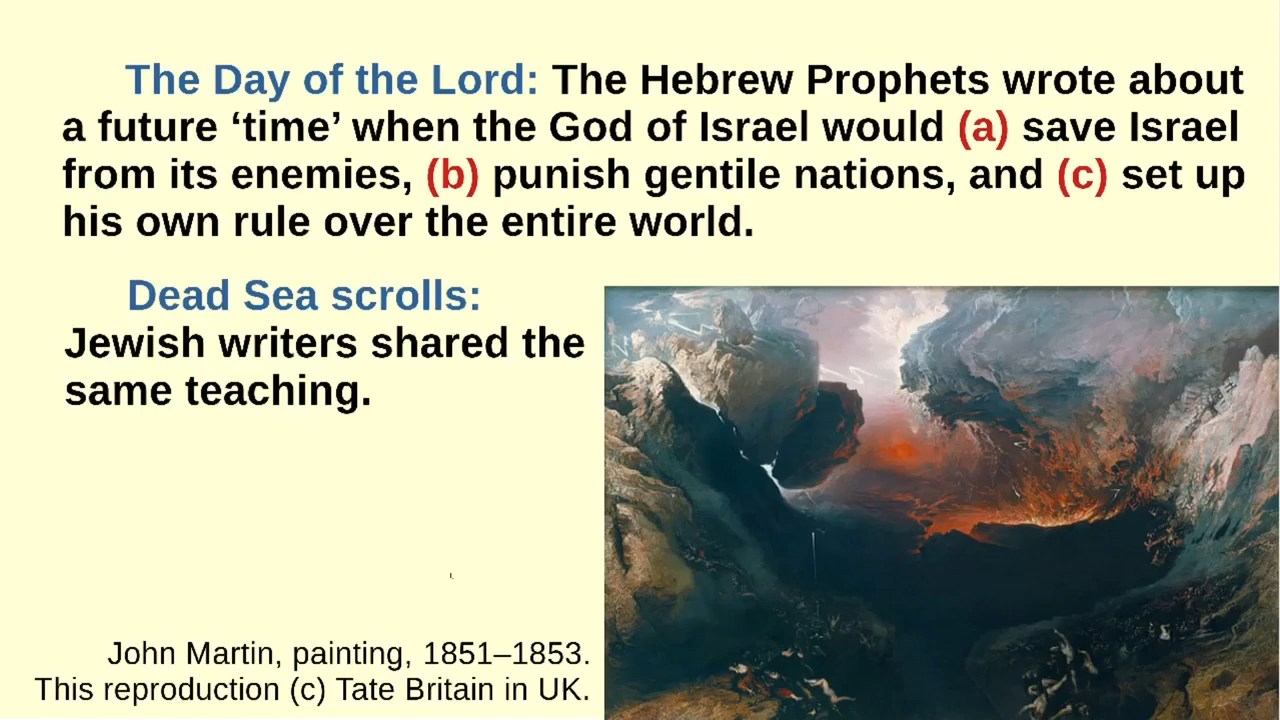 The Day of the Lord: The Hebrew Prophets wrote about
a future ‘time’ when the God of Israel would (a) save Israel
from its enemies, (b) punish gentile nations, and (c) set up
his own rule over the entire world.
Dead Sea scrolls:
Jewish writers shared the
same teaching.
John Martin, painting, 1851–1853.
This reproduction (c) Tate Britain in UK.